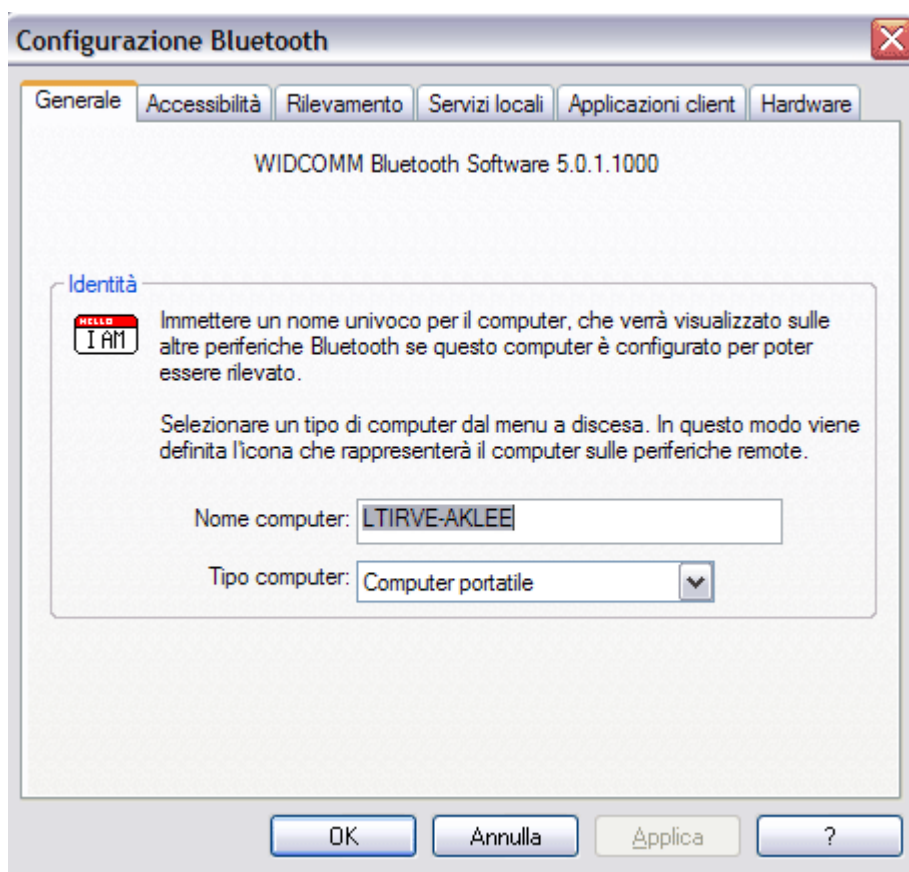 Configurazione Bluetooth
Generale Accessibilità Rilevamento Servizi locali Applicazioni client Hardware
WIDCOMM Bluetooth Software 5.0.1.1000
Identità
HELLO
I AM
Immettere un nome univoco per il computer, che verrà visualizzato sulle
altre periferiche Bluetooth se questo computer è configurato per poter
essere rilevato.
Selezionare un tipo di computer dal menu a discesa. In questo modo viene
definita l'icona che rappresenterà il computer sulle periferiche remote.
Nome computer: LTIRVE-AKLEE
Tipo computer: Computer portatile
OK Annulla Applica ?